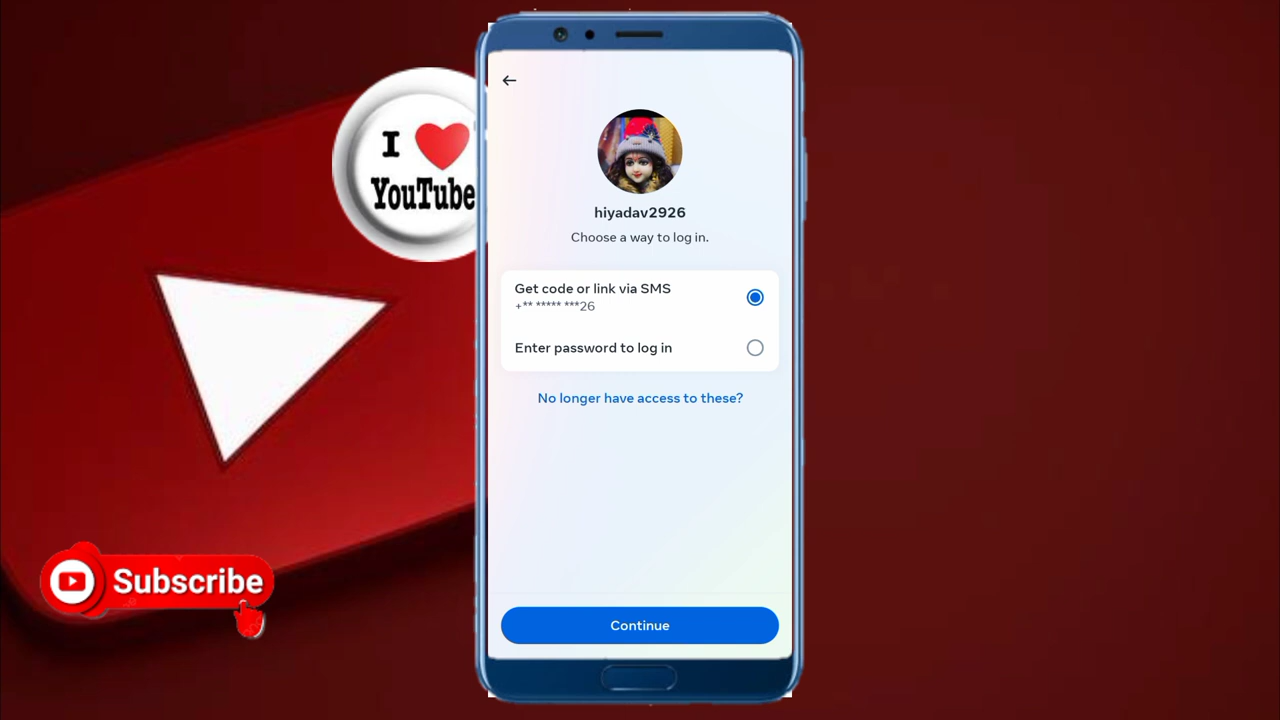 I ❤ YouTube
hiyadav2926
Choose a way to log in.
Get code or link via SMS
+** ***** ***26
Enter password to log in
No longer have access to these?
Continue
Subscribe